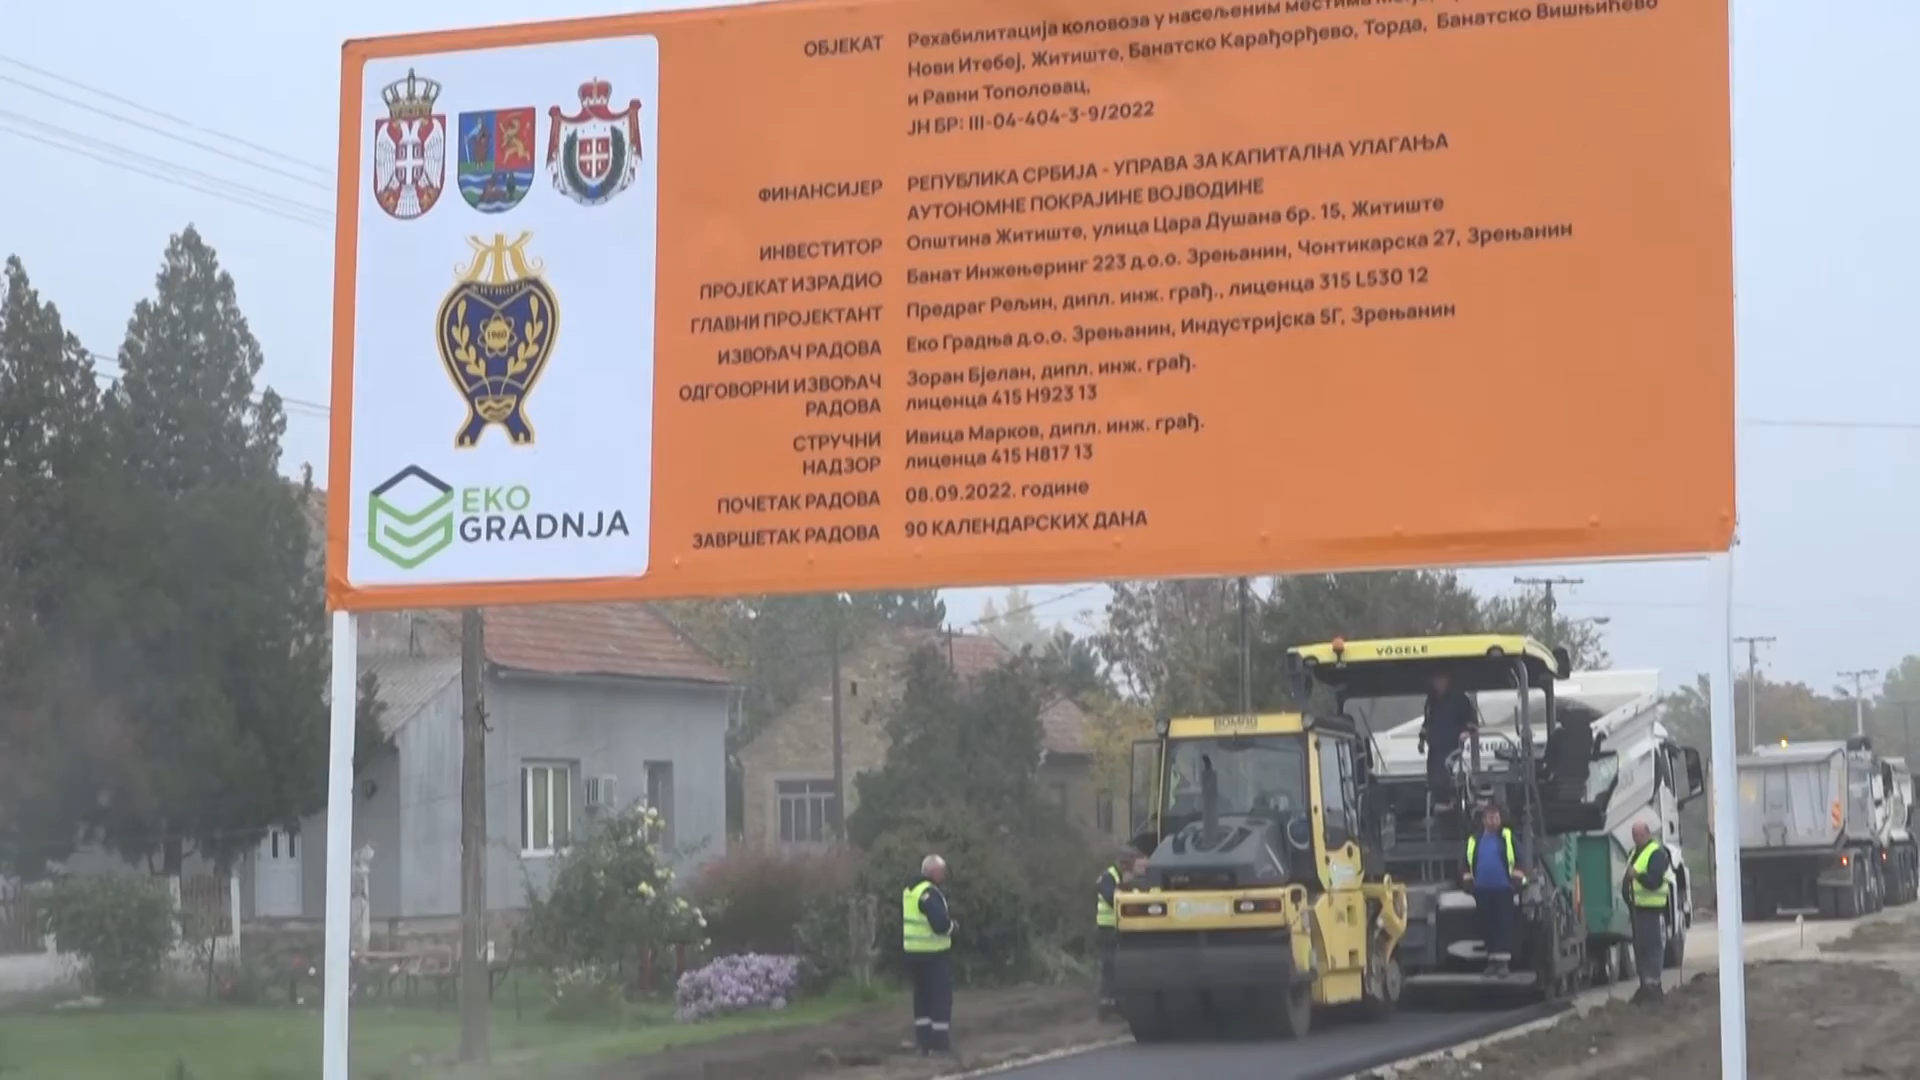 ОБЈЕКАТ Рехабилитација коловоза у насељеним местима
Нови Итебеј, Житиште, Банатско Карађорђево, Торда, Банатско Вишњићево
и Равни Тополовац,
ЈН БР: III-04-404-3-9/2022
ФИНАНСИЈЕР РЕПУБЛИКА СРБИЈА - УПРАВА ЗА КАПИТАЛНА УЛАГАЊА
АУТОНОМНЕ ПОКРАЈИНЕ ВОЈВОДИНЕ
ИНВЕСТИТОР Општина Житиште, улица Цара Душана бр. 15, Житиште
ПРОЈЕКАТ ИЗРАДИО Банат Инжењеринг 223 д.о.о. Зрењанин, Чонтикарска 27, Зрењанин
ГЛАВНИ ПРОЈЕКТАНТ Предраг Рељин, дипл. инж. грађ., лиценца 315 L530 12
ИЗВОЂАЧ РАДОВА Еко Градња д.о.о. Зрењанин, Индустријска 5Г, Зрењанин
ОДГОВОРНИ ИЗВОЂАЧ Зоран Бјелан, дипл. инж. грађ.
РАДОВА лиценца 415 H923 13
СТРУЧНИ Ивица Марков, дипл. инж. грађ.
НАДЗОР лиценца 415 H817 13
ПОЧЕТАК РАДОВА 08.09.2022. године
ЗАВРШЕТАК РАДОВА 90 КАЛЕНДАРСКИХ ДАНА
1960
EKO
GRADNJA
VÖGELE
BOMAG